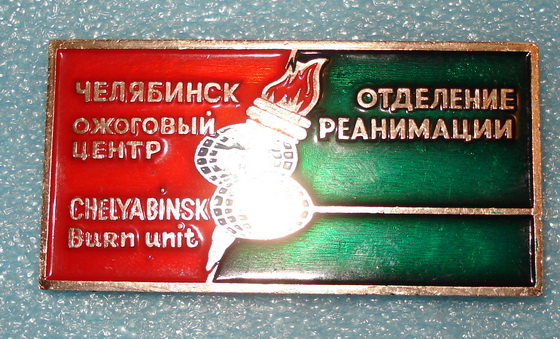 ЧЕЛЯБИНСК
ОЖОГОВЫЙ
ЦЕНТР
CHELYABINSK
Burn unit
ОТДЕЛЕНИЕ
РЕАНИМАЦИИ